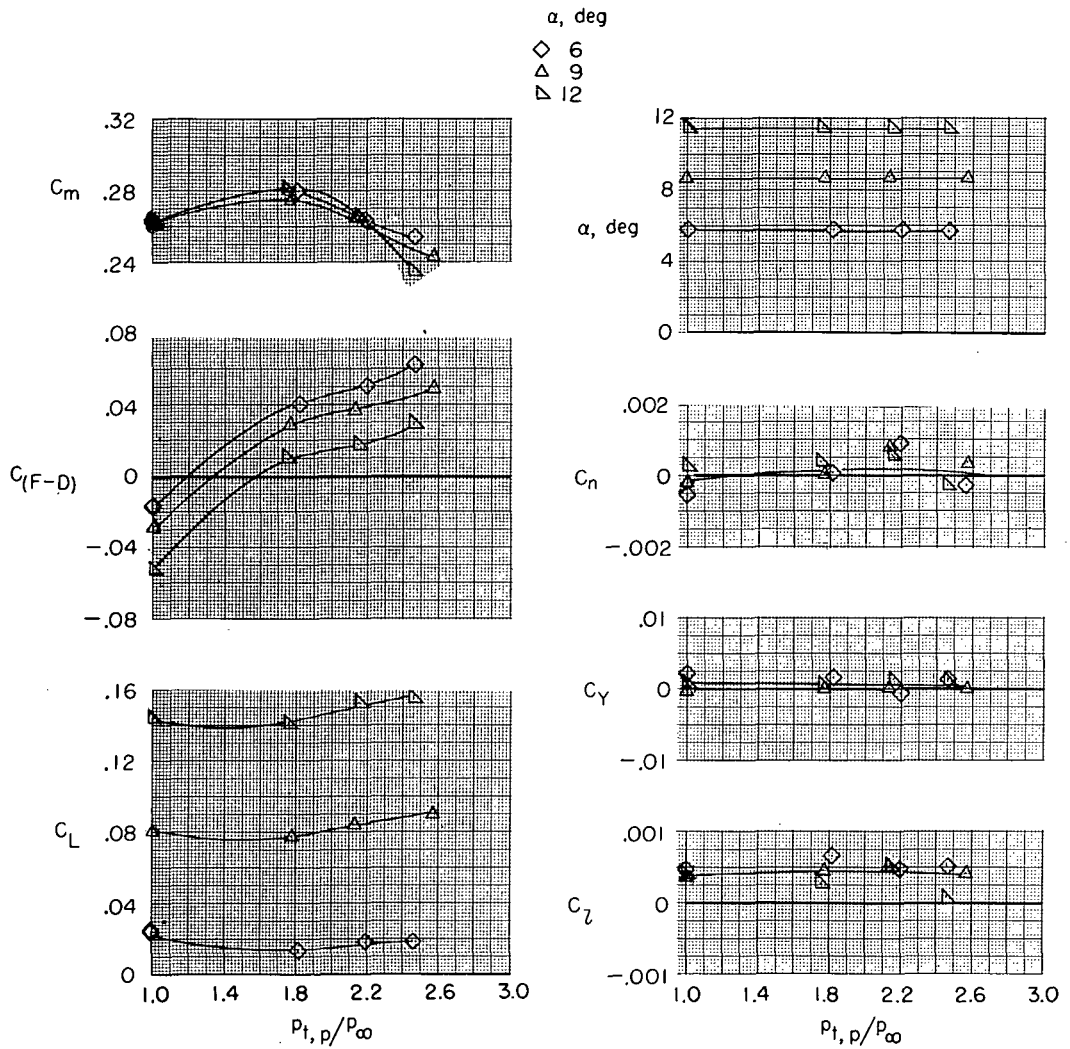 α, deg
6
9
12
.32
.28
.24
C_m
.08
.04
0
-.04
-.08
C_(F-D)
.16
.12
.08
.04
0
C_L
1.0 1.4 1.8 2.2 2.6 3.0
p_t,p/p_∞
12
8
4
0
α, deg
.002
0
-.002
C_n
.01
0
-.01
C_Y
.001
0
-.001
C_l
1.0 1.4 1.8 2.2 2.6 3.0
p_t,p/p_∞